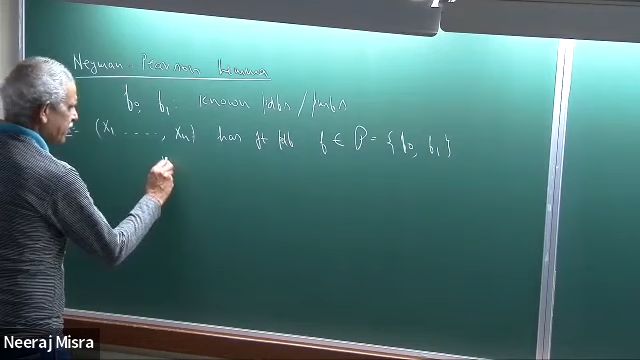 Neyman-Pearson Lemma
f₀, f₁ : known pdfs / pmfs
= (X₁ ....., Xₙ) has jt pdf f ∈ P = {f₀, f₁}
Neeraj Misra